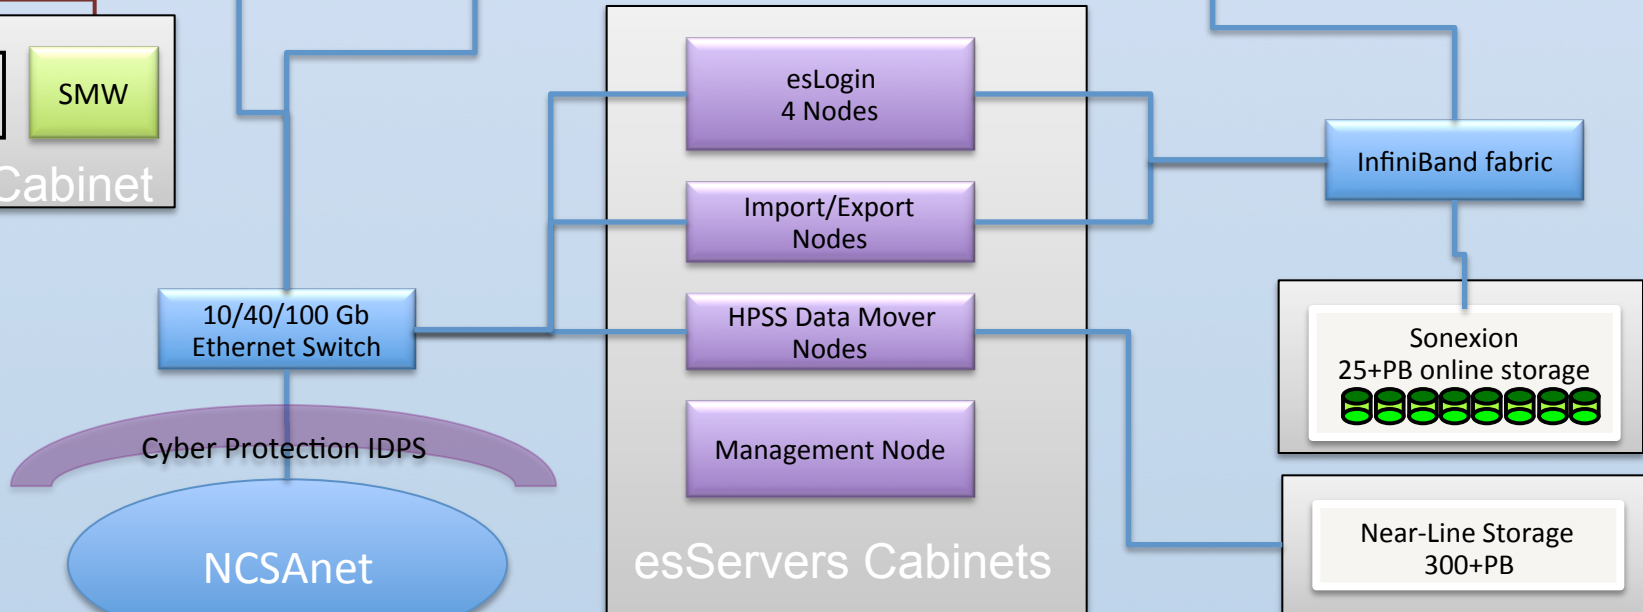 SMW
Cabinet
esLogin
4 Nodes
Import/Export
Nodes
HPSS Data Mover
Nodes
Management Node
esServers Cabinets
10/40/100 Gb
Ethernet Switch
Cyber Protection IDPS
NCSAnet
InfiniBand fabric
Sonexion
25+PB online storage
Near-Line Storage
300+PB